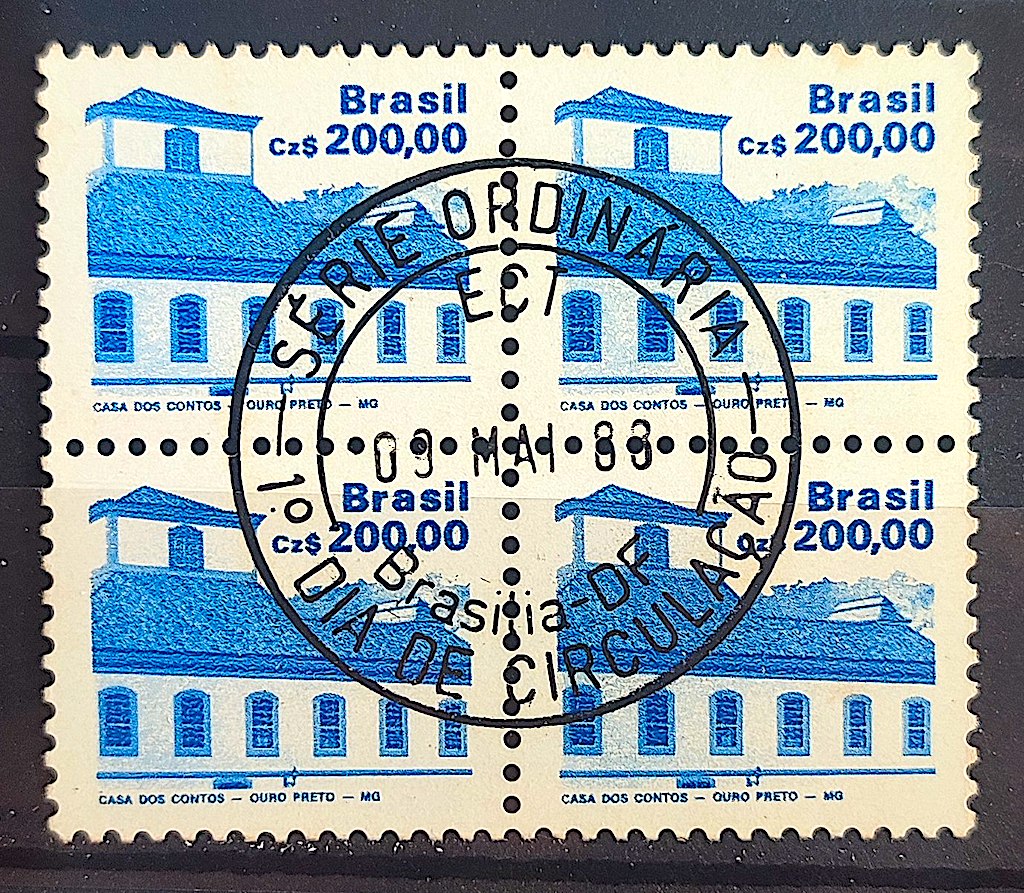 Brasil
Cz$ 200,00
CASA DOS CONTOS — OURO PRETO — MG
Brasil
Cz$ 200,00
CASA DOS CONTOS — OURO PRETO — MG
SÉRIE ORDINÁRIA
ECT
09 MAI 88
Brasília-DF
1º DIA DE CIRCULAÇÃO
Brasil
Cz$ 200,00
CASA DOS CONTOS — OURO PRETO — MG
Brasil
Cz$ 200,00
CASA DOS CONTOS — OURO PRETO — MG